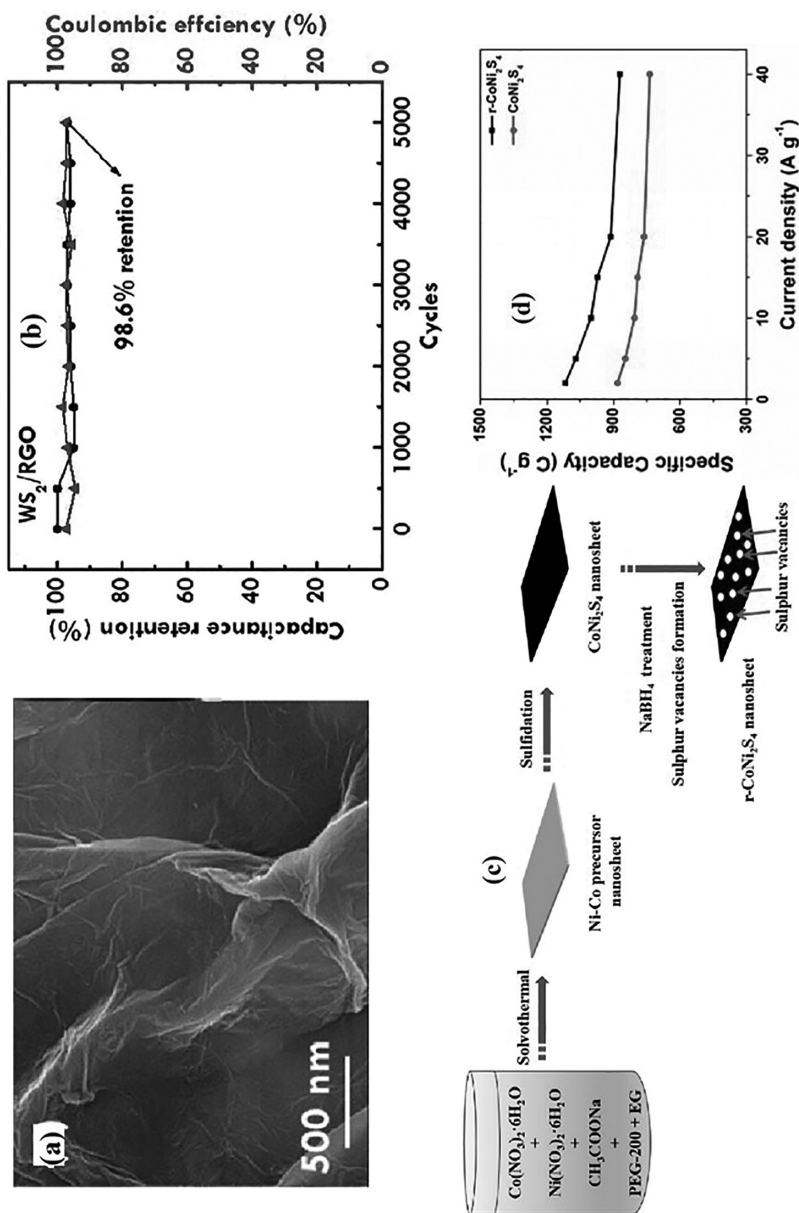 (a)
500 nm
WS2/RGO
(b)
Coulombic effciency (%)
100
80
60
40
20
0
Capacitance retention (%)
100
80
60
40
20
0
98.6% retention
0
1000
2000
3000
4000
5000
Cycles
(c)
Co(NO3)2·6H2O
+
Ni(NO3)2·6H2O
+
CH3COONa
+
PEG-200 + EG
Solvothermal
Ni-Co precursor
nanosheet
Sulfidation
CoNi2S4 nanosheet
NaBH4 treatment
Sulphur vacancies formation
r-CoNi2S4 nanosheet
Sulphur vacancies
(d)
r-CoNi2S4
CoNi2S4
Specific Capacity (C g-1)
1500
1200
900
600
300
0
10
20
30
40
Current density (A g-1)